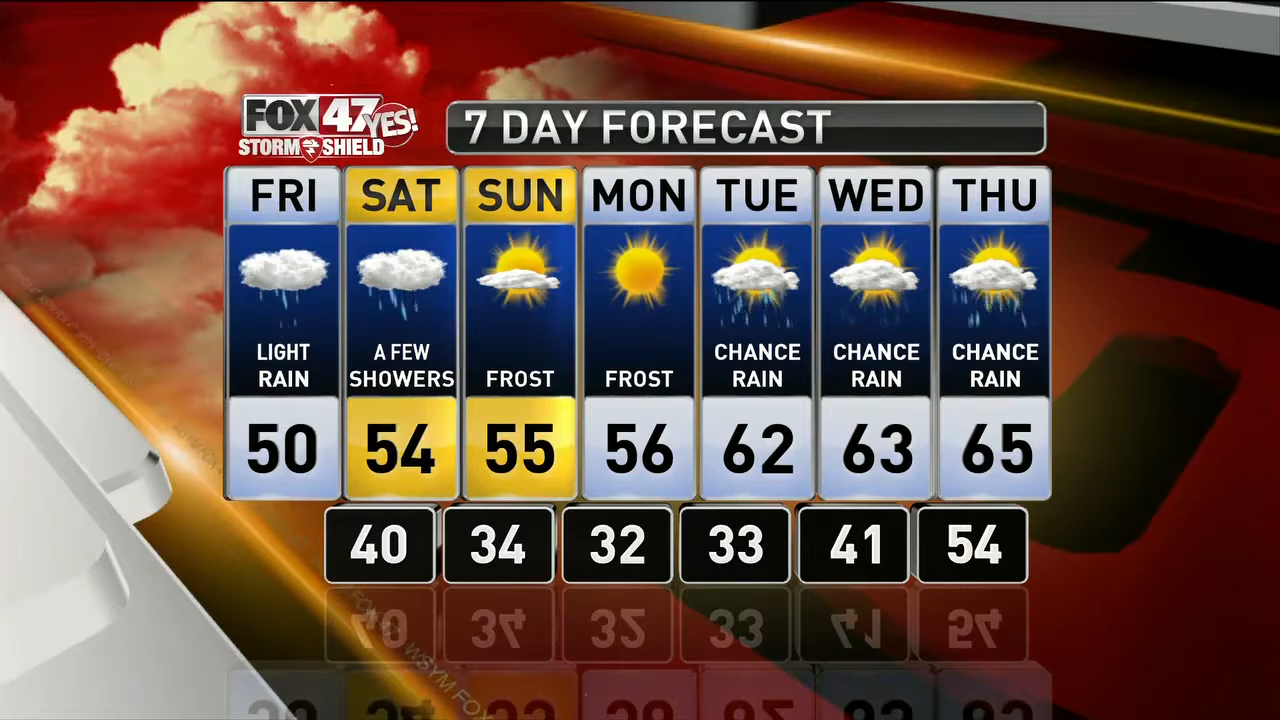 FOX 47 YES!
STORM SHIELD
7 DAY FORECAST
FRI SAT SUN MON TUE WED THU
LIGHT A FEW CHANCE CHANCE CHANCE
RAIN SHOWERS FROST FROST RAIN RAIN RAIN
50 54 55 56 62 63 65
40 34 32 33 41 54
WSYM FOX